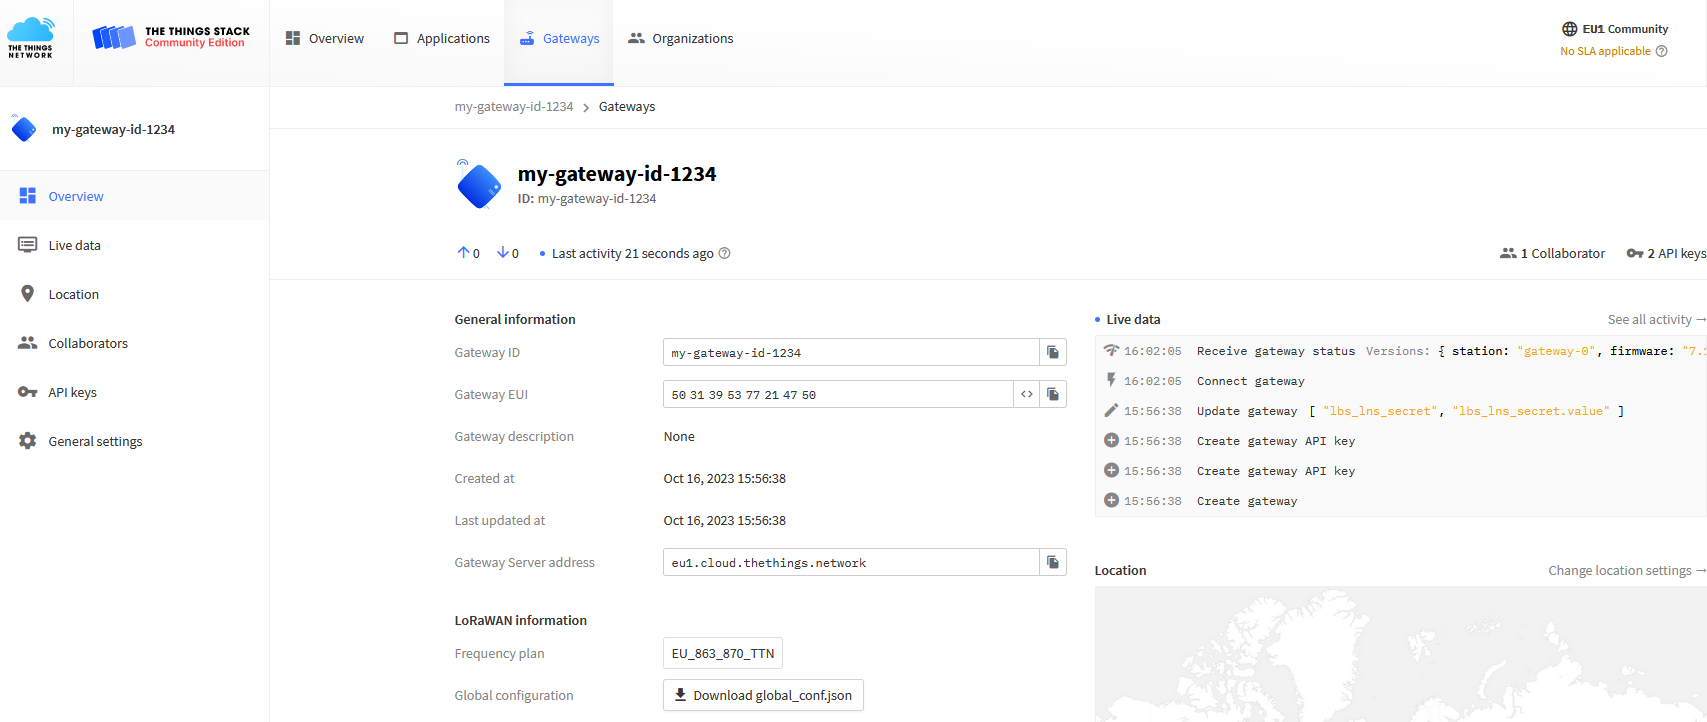 THE THINGS
NETWORK
THE THINGS STACK
Community Edition
Overview
Applications
Gateways
Organizations
EU1 Community
No SLA applicable
my-gateway-id-1234
Overview
Live data
Location
Collaborators
API keys
General settings
my-gateway-id-1234 > Gateways
my-gateway-id-1234
ID: my-gateway-id-1234
0 0 • Last activity 21 seconds ago
1 Collaborator 2 API keys
General information
Gateway ID my-gateway-id-1234
Gateway EUI 50 31 39 53 77 21 47 50
Gateway description None
Created at Oct 16, 2023 15:56:38
Last updated at Oct 16, 2023 15:56:38
Gateway Server address eu1.cloud.thethings.network
LoRaWAN information
Frequency plan EU_863_870_TTN
Global configuration Download global_conf.json
• Live data See all activity →
16:02:05 Receive gateway status Versions: { station: "gateway-0", firmware: "7.
16:02:05 Connect gateway
15:56:38 Update gateway [ "lbs_lns_secret", "lbs_lns_secret.value" ]
15:56:38 Create gateway API key
15:56:38 Create gateway API key
15:56:38 Create gateway
Location Change location settings →